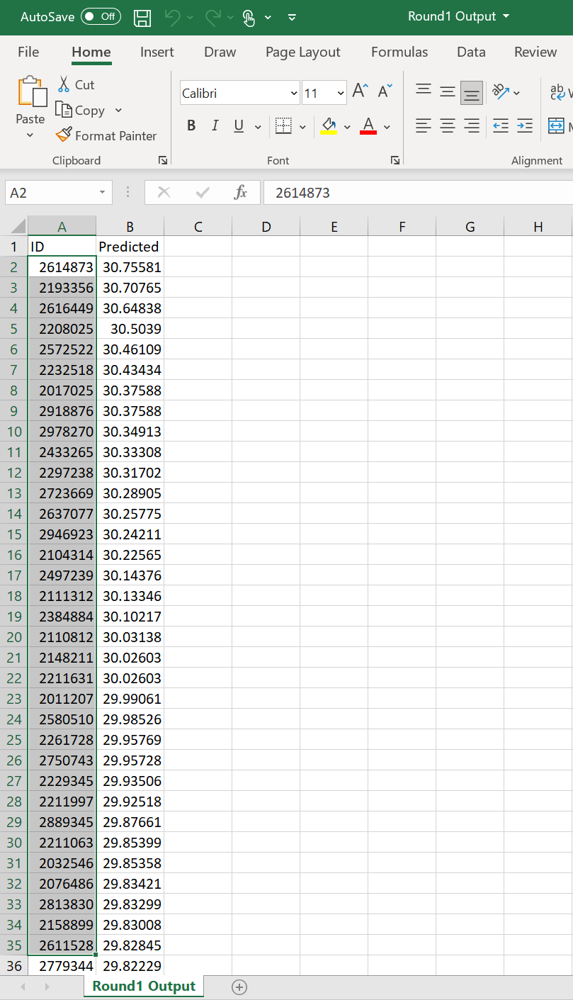 AutoSave Off Round1 Output
File Home Insert Draw Page Layout Formulas Data Review
Paste
Cut
Copy
Format Painter
Calibri 11 A A
B I U A
ab
ab
c
Clipboard Font Alignment
A2 fx 2614873
A B C D E F G H
1 ID Predicted
2 2614873 30.75581
3 2193356 30.70765
4 2616449 30.64838
5 2208025 30.5039
6 2572522 30.46109
7 2232518 30.43434
8 2017025 30.37588
9 2918876 30.37588
10 2978270 30.34913
11 2433265 30.33308
12 2297238 30.31702
13 2723669 30.28905
14 2637077 30.25775
15 2946923 30.24211
16 2104314 30.22565
17 2497239 30.14376
18 2111312 30.13346
19 2384884 30.10217
20 2110812 30.03138
21 2148211 30.02603
22 2211631 30.02603
23 2011207 29.99061
24 2580510 29.98526
25 2261728 29.95769
26 2750743 29.95728
27 2229345 29.93506
28 2211997 29.92518
29 2889345 29.87661
30 2211063 29.85399
31 2032546 29.85358
32 2076486 29.83421
33 2813830 29.83299
34 2158899 29.83008
35 2611528 29.82845
36 2779344 29.82229
Round1 Output